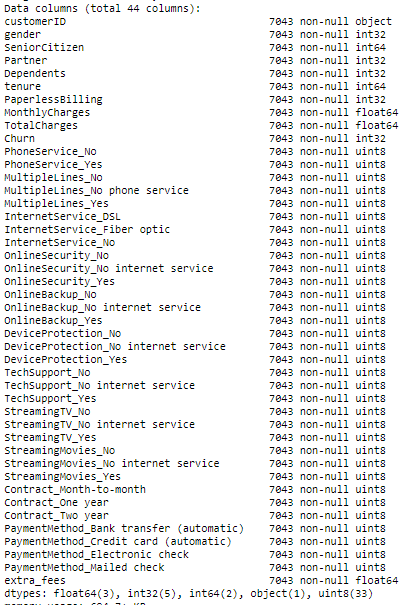 Data columns (total 44 columns):
customerID 7043 non-null object
gender 7043 non-null int32
SeniorCitizen 7043 non-null int64
Partner 7043 non-null int32
Dependents 7043 non-null int32
tenure 7043 non-null int64
PaperlessBilling 7043 non-null int32
MonthlyCharges 7043 non-null float64
TotalCharges 7043 non-null float64
Churn 7043 non-null int32
PhoneService_No 7043 non-null uint8
PhoneService_Yes 7043 non-null uint8
MultipleLines_No 7043 non-null uint8
MultipleLines_No phone service 7043 non-null uint8
MultipleLines_Yes 7043 non-null uint8
InternetService_DSL 7043 non-null uint8
InternetService_Fiber optic 7043 non-null uint8
InternetService_No 7043 non-null uint8
OnlineSecurity_No 7043 non-null uint8
OnlineSecurity_No internet service 7043 non-null uint8
OnlineSecurity_Yes 7043 non-null uint8
OnlineBackup_No 7043 non-null uint8
OnlineBackup_No internet service 7043 non-null uint8
OnlineBackup_Yes 7043 non-null uint8
DeviceProtection_No 7043 non-null uint8
DeviceProtection_No internet service 7043 non-null uint8
DeviceProtection_Yes 7043 non-null uint8
TechSupport_No 7043 non-null uint8
TechSupport_No internet service 7043 non-null uint8
TechSupport_Yes 7043 non-null uint8
StreamingTV_No 7043 non-null uint8
StreamingTV_No internet service 7043 non-null uint8
StreamingTV_Yes 7043 non-null uint8
StreamingMovies_No 7043 non-null uint8
StreamingMovies_No internet service 7043 non-null uint8
StreamingMovies_Yes 7043 non-null uint8
Contract_Month-to-month 7043 non-null uint8
Contract_One year 7043 non-null uint8
Contract_Two year 7043 non-null uint8
PaymentMethod_Bank transfer (automatic) 7043 non-null uint8
PaymentMethod_Credit card (automatic) 7043 non-null uint8
PaymentMethod_Electronic check 7043 non-null uint8
PaymentMethod_Mailed check 7043 non-null uint8
extra_fees 7043 non-null float64
dtypes: float64(3), int32(5), int64(2), object(1), uint8(33)